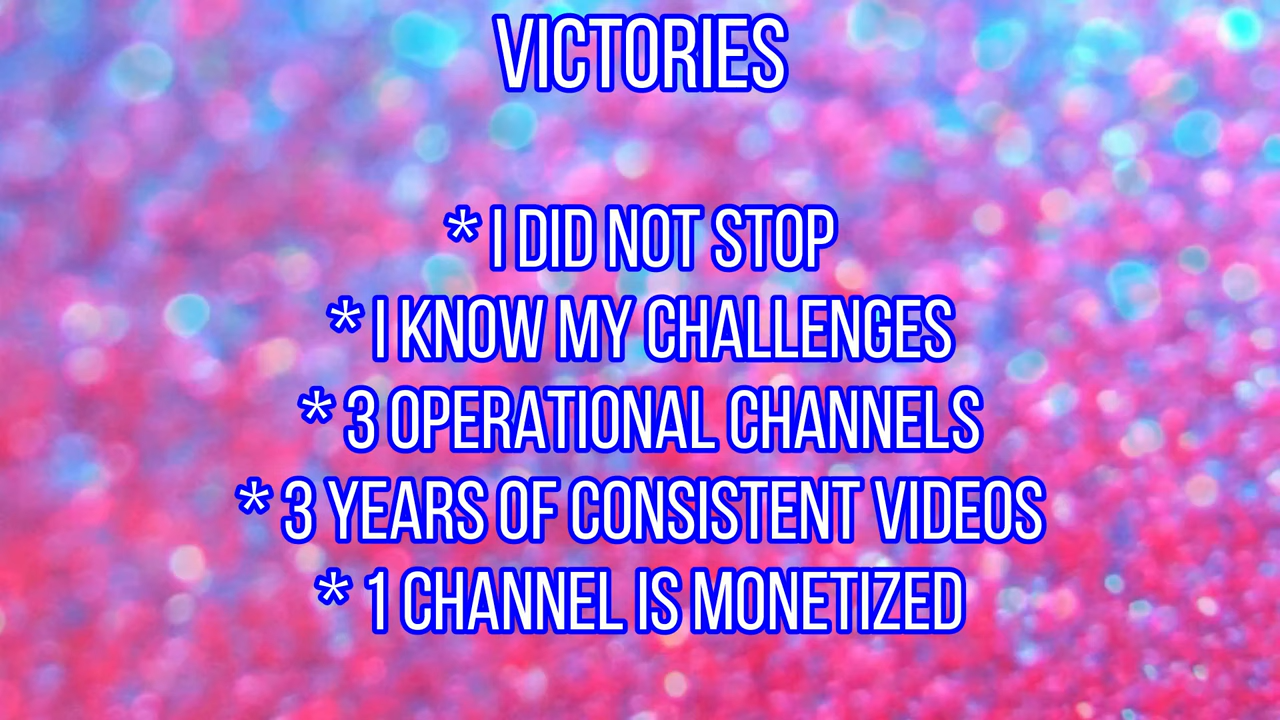 VICTORIES
* I DID NOT STOP
* I KNOW MY CHALLENGES
* 3 OPERATIONAL CHANNELS
* 3 YEARS OF CONSISTENT VIDEOS
* 1 CHANNEL IS MONETIZED